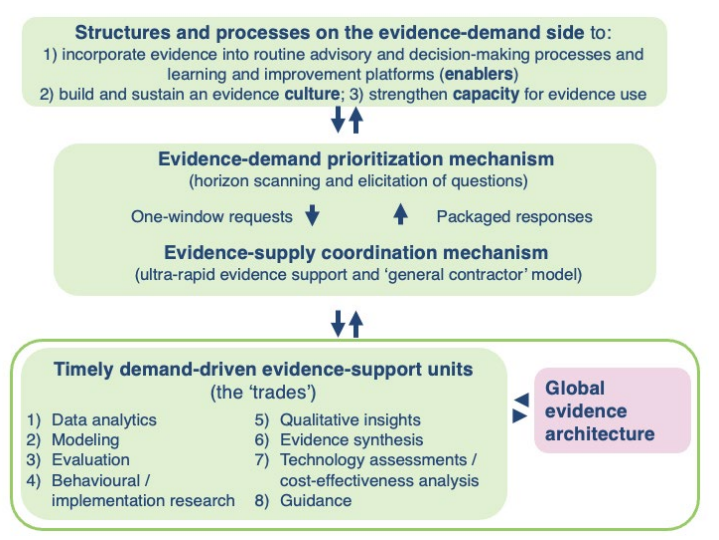 Structures and processes on the evidence-demand side to:
1) incorporate evidence into routine advisory and decision-making processes and
learning and improvement platforms (enablers)
2) build and sustain an evidence culture; 3) strengthen capacity for evidence use
Evidence-demand prioritization mechanism
(horizon scanning and elicitation of questions)
One-window requests
Packaged responses
Evidence-supply coordination mechanism
(ultra-rapid evidence support and ‘general contractor’ model)
Timely demand-driven evidence-support units
(the ‘trades’)
1) Data analytics
2) Modeling
3) Evaluation
4) Behavioural /
implementation research
5) Qualitative insights
6) Evidence synthesis
7) Technology assessments /
cost-effectiveness analysis
8) Guidance
Global
evidence
architecture